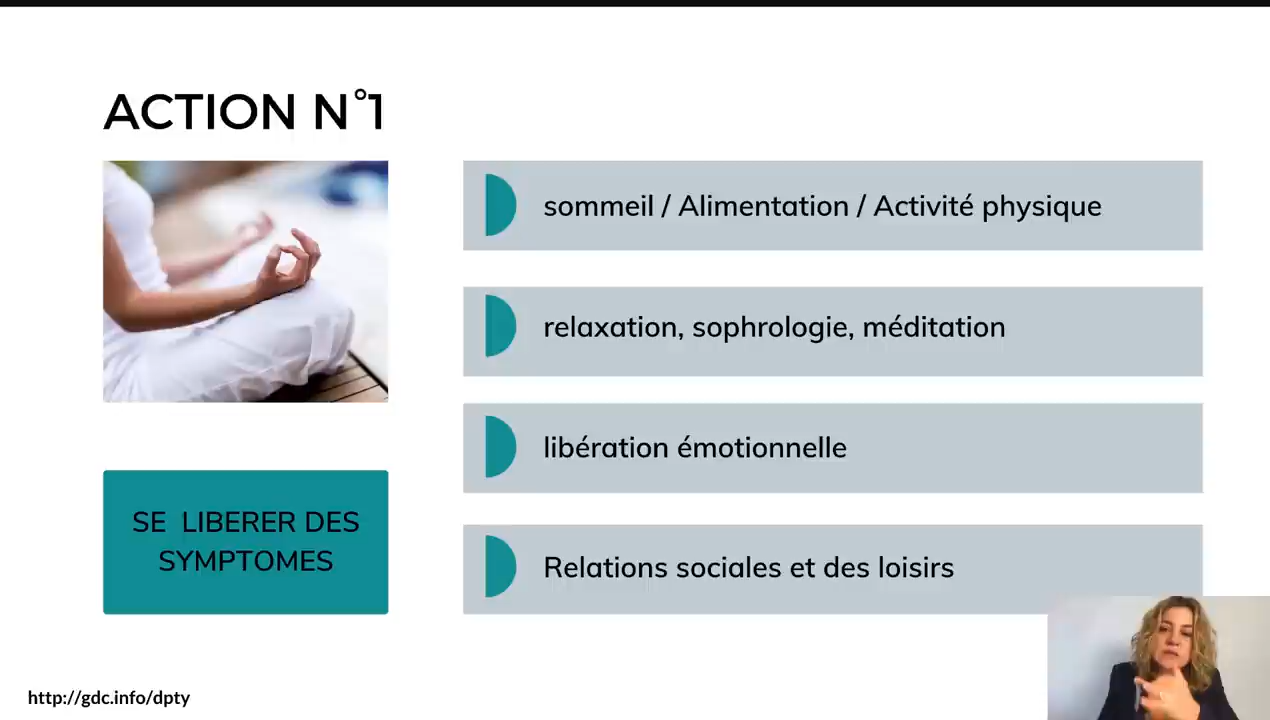 ACTION N°1
sommeil / Alimentation / Activité physique
relaxation, sophrologie, méditation
libération émotionnelle
Relations sociales et des loisirs
SE LIBERER DES
SYMPTOMES
http://gdc.info/dpty